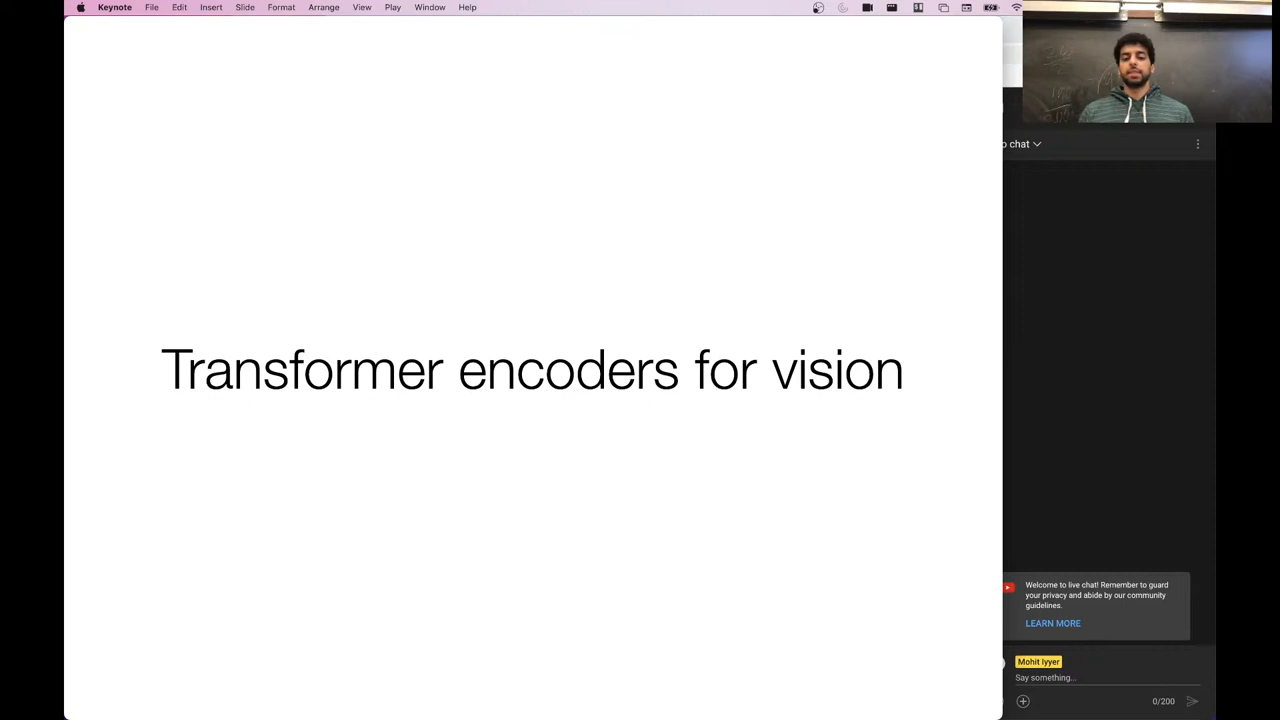 Keynote File Edit Insert Slide Format Arrange View Play Window Help
chat
Transformer encoders for vision
Welcome to live chat! Remember to guard
your privacy and abide by our community
guidelines.
LEARN MORE
Mohit Iyyer
Say something...
0/200